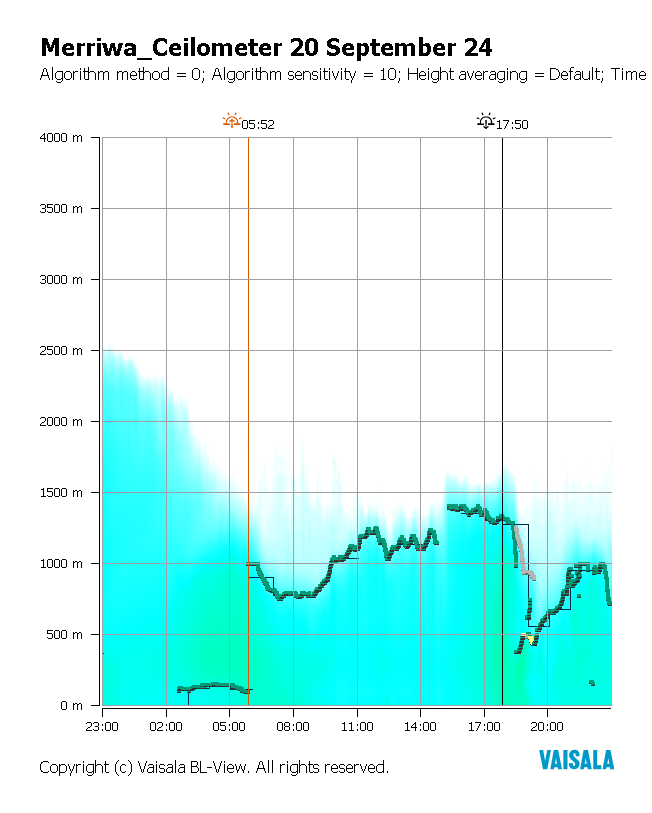 Merriwa_Ceilometer 20 September 24
Algorithm method = 0; Algorithm sensitivity = 10; Height averaging = Default; Time
05:52 17:50
4000 m
3500 m
3000 m
2500 m
2000 m
1500 m
1000 m
500 m
0 m
23:00 02:00 05:00 08:00 11:00 14:00 17:00 20:00
Copyright (c) Vaisala BL-View. All rights reserved.
VAISALA